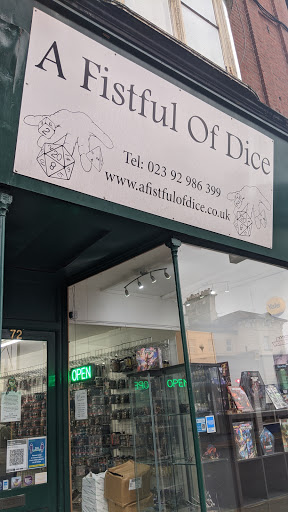 A Fistful Of Dice
Tel: 023 92 986 399
www.afistfulofdice.co.uk
72
OPEN
OPEN